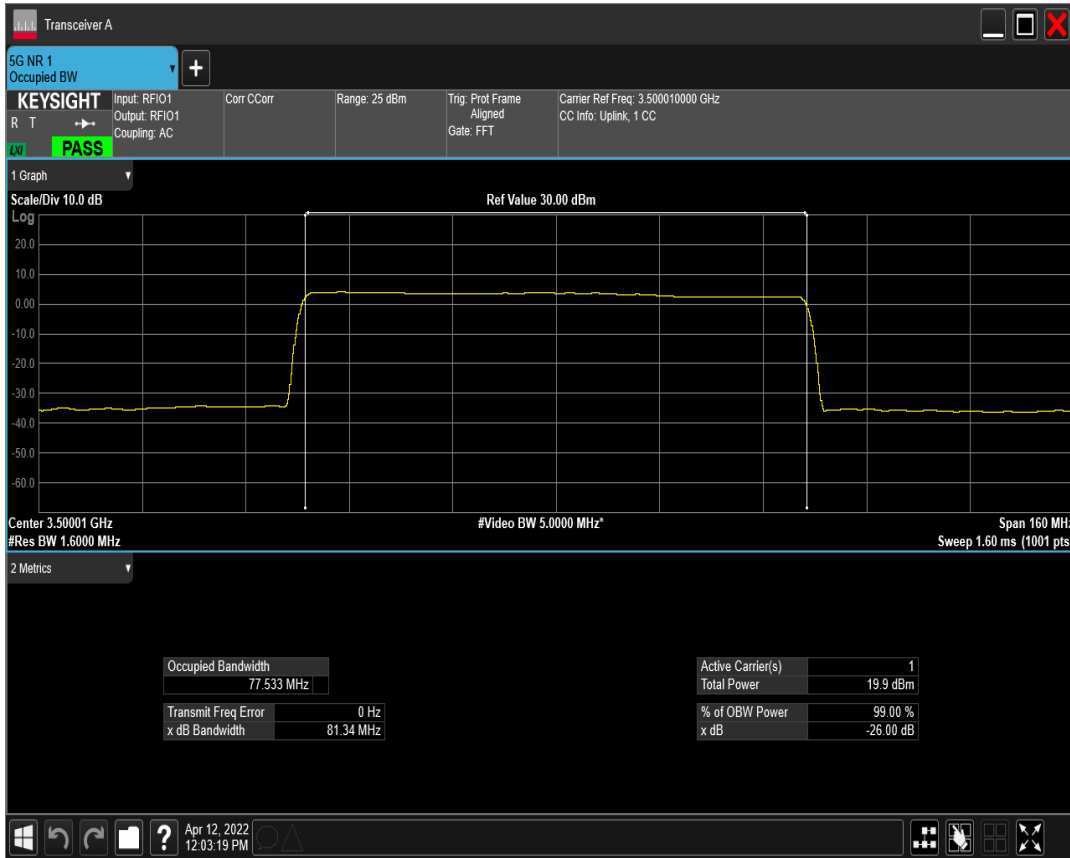 Transceiver A
5G NR 1
Occupied BW
+
KEYSIGHT
R T
LXI
PASS
Input: RFIO1
Output: RFIO1
Coupling: AC
Corr CCorr
Range: 25 dBm
Trig: Prot Frame
Aligned
Gate: FFT
Carrier Ref Freq: 3.500010000 GHz
CC Info: Uplink, 1 CC
1 Graph
Scale/Div 10.0 dB
Ref Value 30.00 dBm
Log
20.0
10.0
0.00
-10.0
-20.0
-30.0
-40.0
-50.0
-60.0
Center 3.50001 GHz
#Video BW 5.0000 MHz*
Span 160 MHz
#Res BW 1.6000 MHz
Sweep 1.60 ms (1001 pts
2 Metrics
Occupied Bandwidth
77.533 MHz
Transmit Freq Error 0 Hz
x dB Bandwidth 81.34 MHz
Active Carrier(s) 1
Total Power 19.9 dBm
% of OBW Power 99.00 %
x dB -26.00 dB
?
Apr 12, 2022
12:03:19 PM